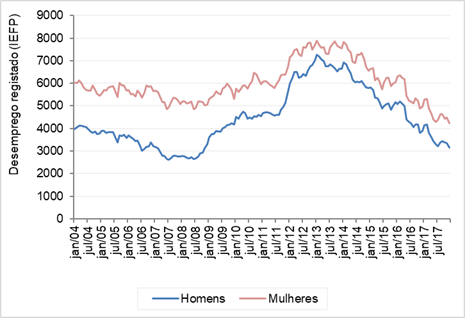 Desemprego registado (IEFP)
9000
8000
7000
6000
5000
4000
3000
2000
1000
0
jan/04
jul/04
jan/05
jul/05
jan/06
jul/06
jan/07
jul/07
jan/08
jul/08
jan/09
jul/09
jan/10
jul/10
jan/11
jul/11
jan/12
jul/12
jan/13
jul/13
jan/14
jul/14
jan/15
jul/15
jan/16
jul/16
jan/17
jul/17
Homens Mulheres